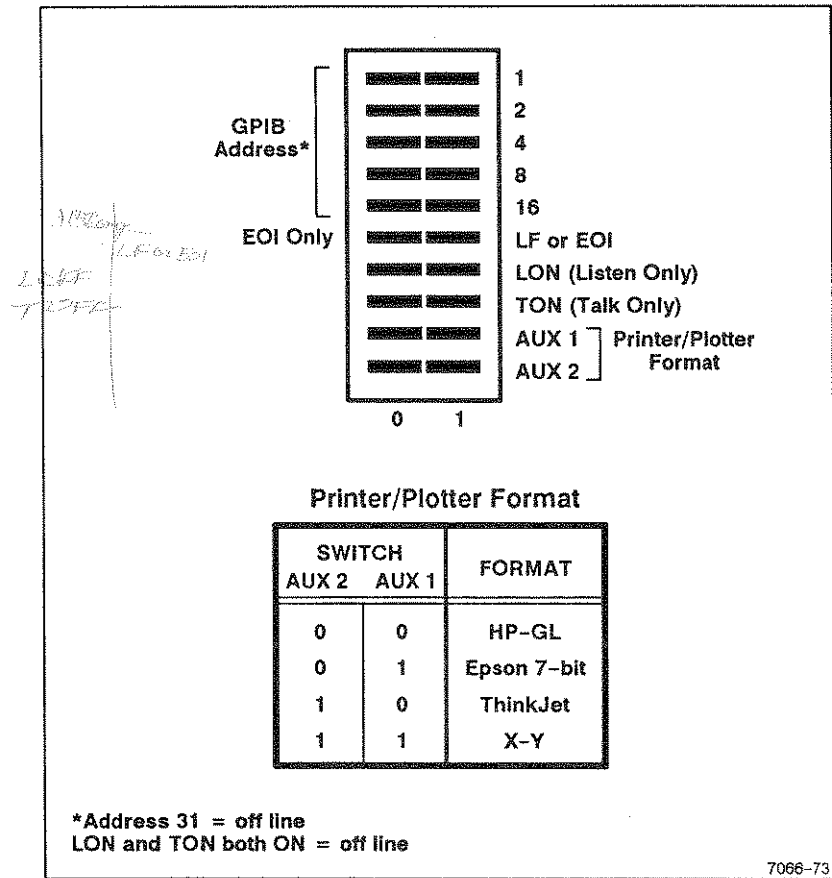 1
2
GPIB
Address*
4
8
16
EOI Only
LF or EOI
LF or EOI
LON (Listen Only)
TON (Talk Only)
AUX 1
Printer/Plotter
Format
AUX 2
0 1
Printer/Plotter Format
SWITCH
AUX 2 AUX 1 FORMAT
0 0 HP-GL
0 1 Epson 7-bit
1 0 ThinkJet
1 1 X-Y
*Address 31 = off line
LON and TON both ON = off line
7066-73